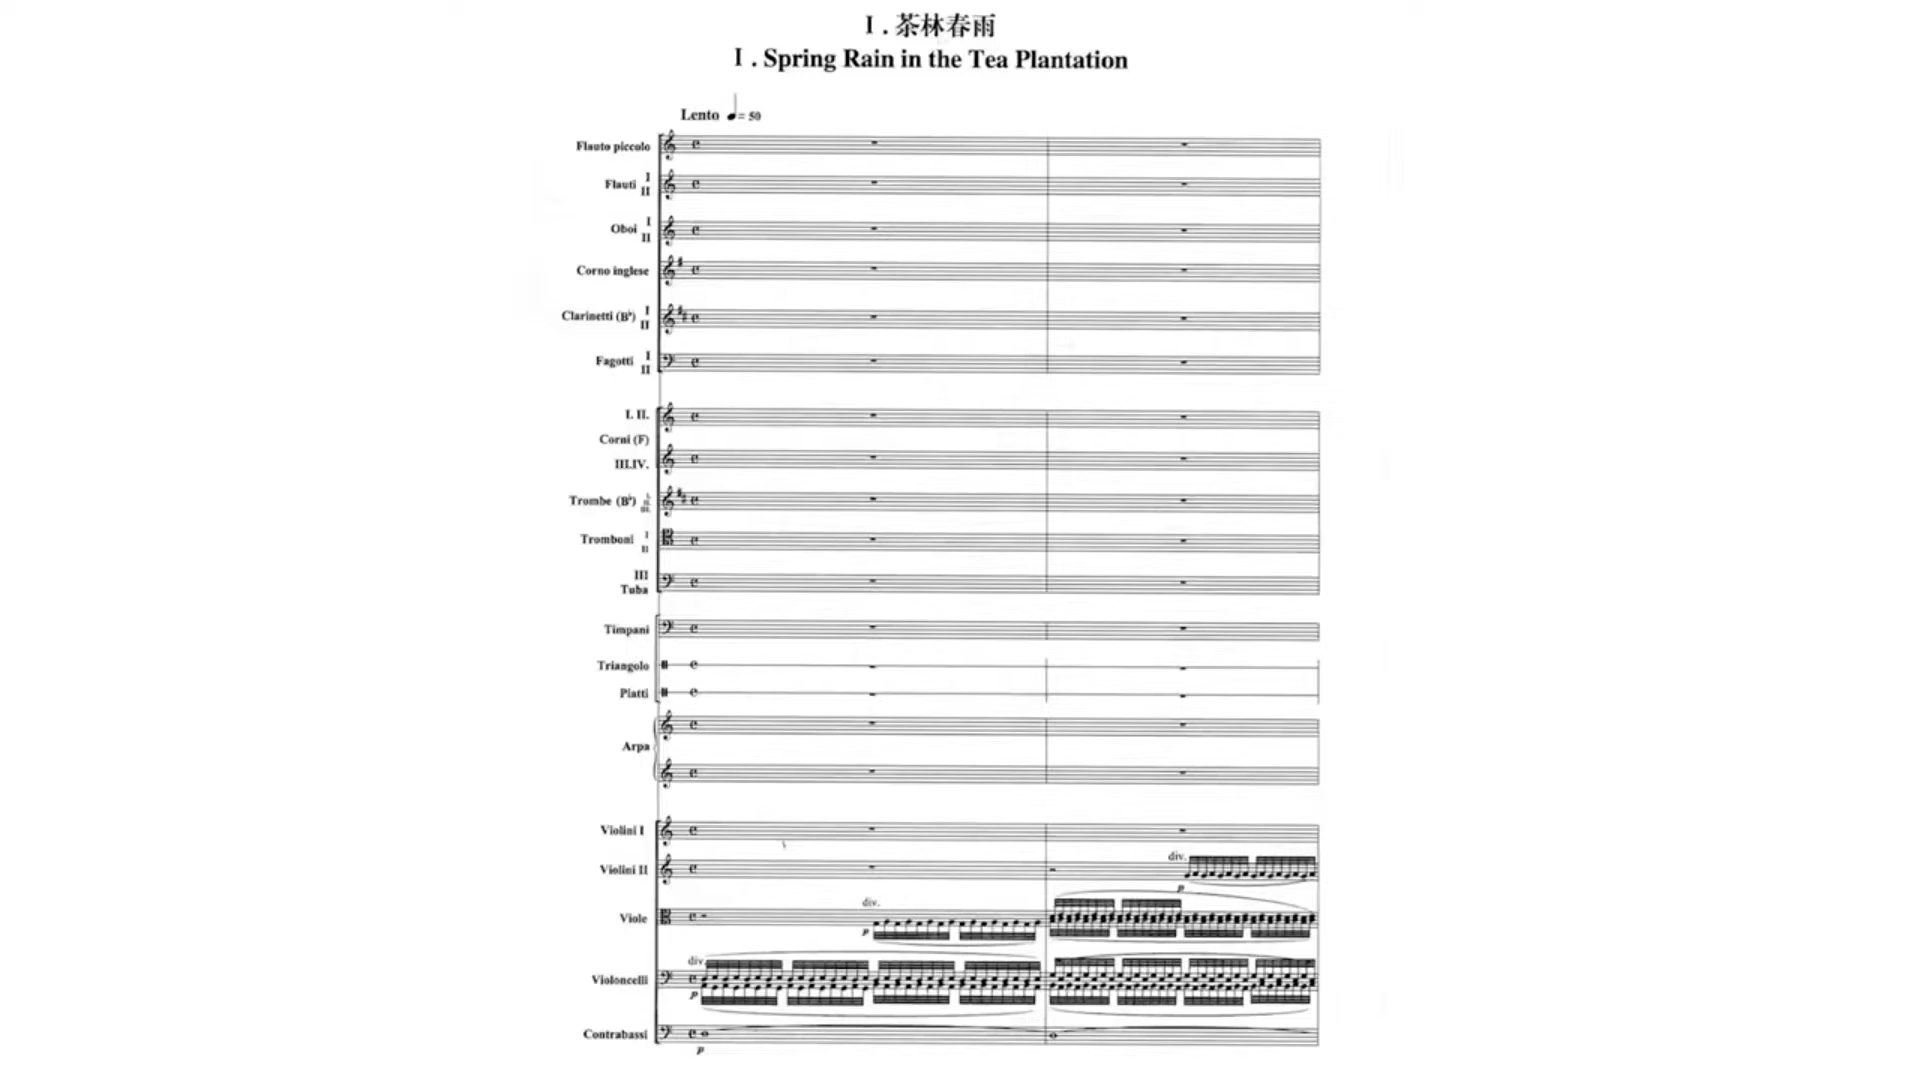 Ⅰ . 茶林春雨
Ⅰ . Spring Rain in the Tea Plantation
Lento ♩= 50
Flauto piccolo
Flauti I II
Oboi I II
Corno inglese
Clarinetti (B♭) I II
Fagotti I II
I. II.
Corni (F)
III.IV.
Trombe (B♭) I. II. III.
Tromboni I II
III
Tuba
Timpani
Triangolo
Piatti
Arpa
Violini I
div.
Violini II
p
div.
Viole
p
div.
Violoncelli
p
Contrabassi
p